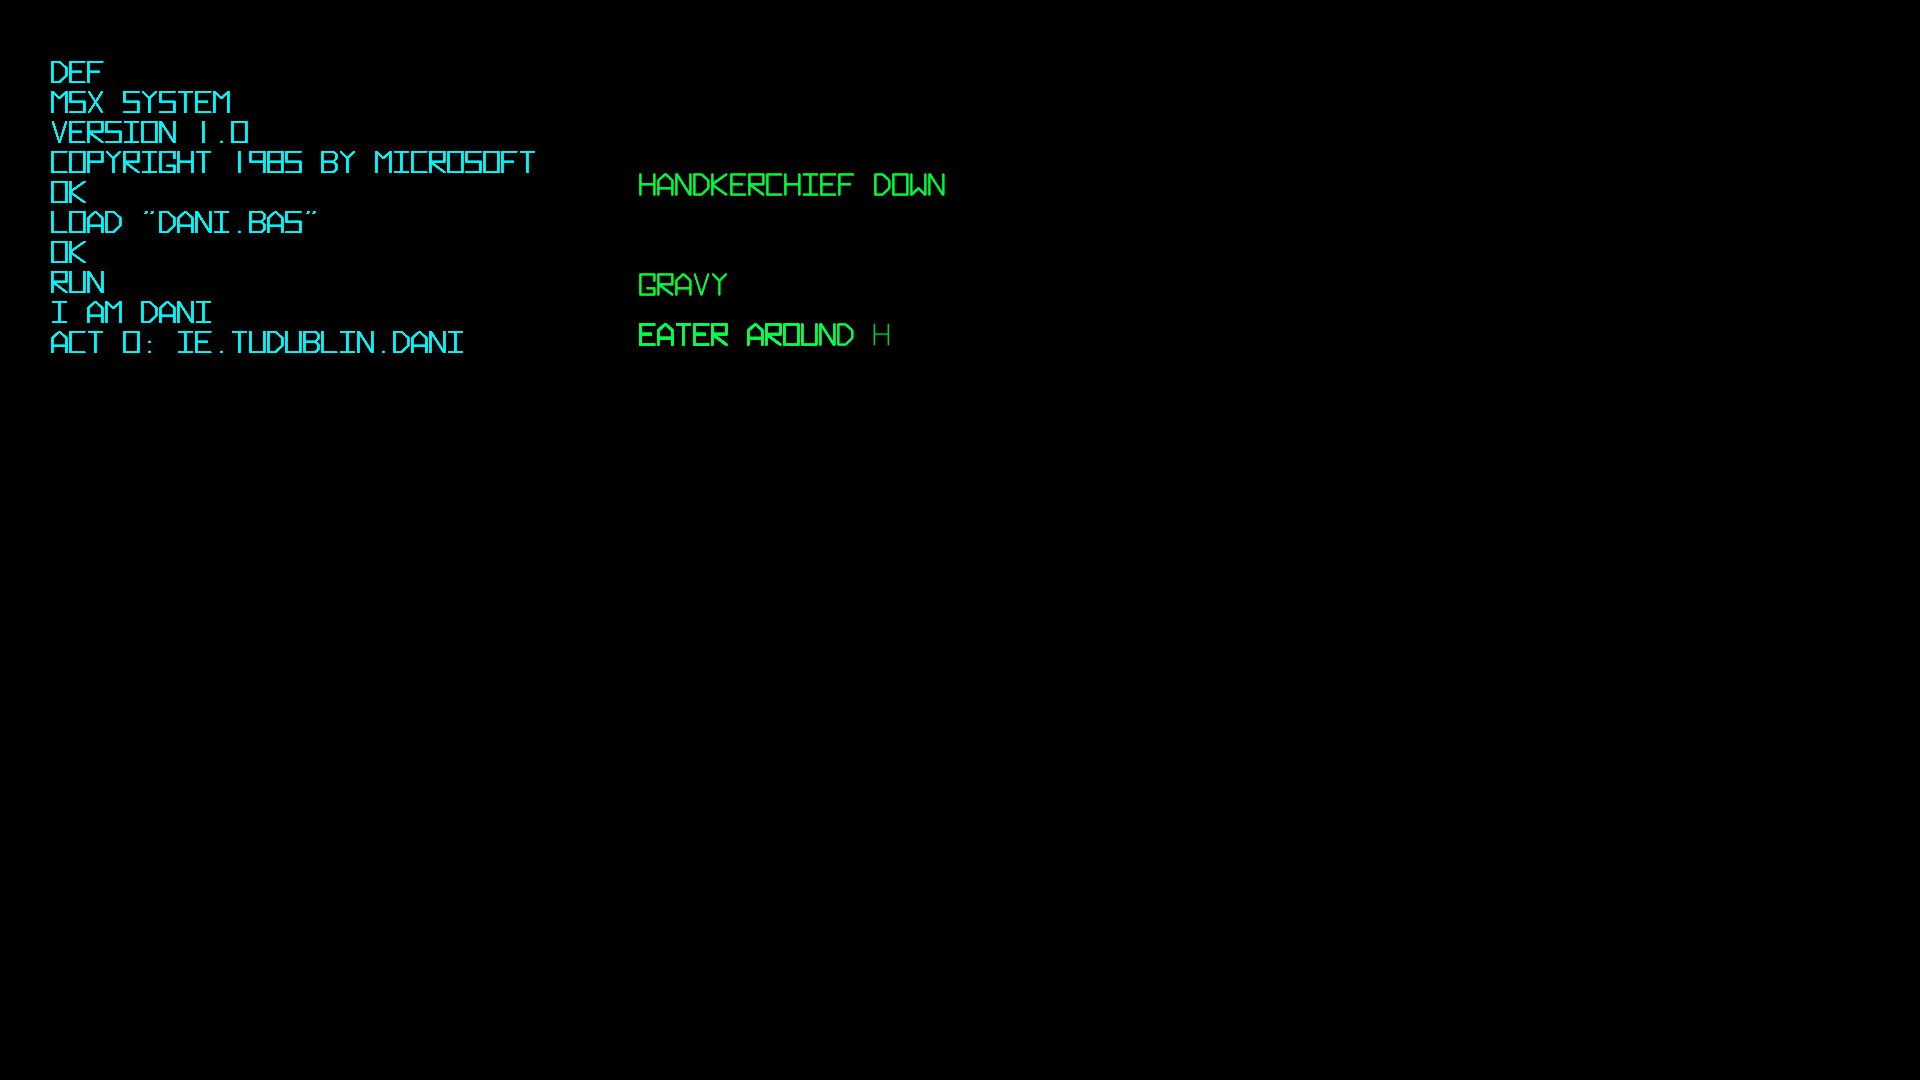 DEF
MSX SYSTEM
VERSION 1.0
COPYRIGHT 1985 BY MICROSOFT
OK
LOAD "DANI.BAS"
OK
RUN
I AM DANI
ACT 0: IE.TUDUBLIN.DANI
HANDKERCHIEF DOWN
GRAVY
EATER AROUND H